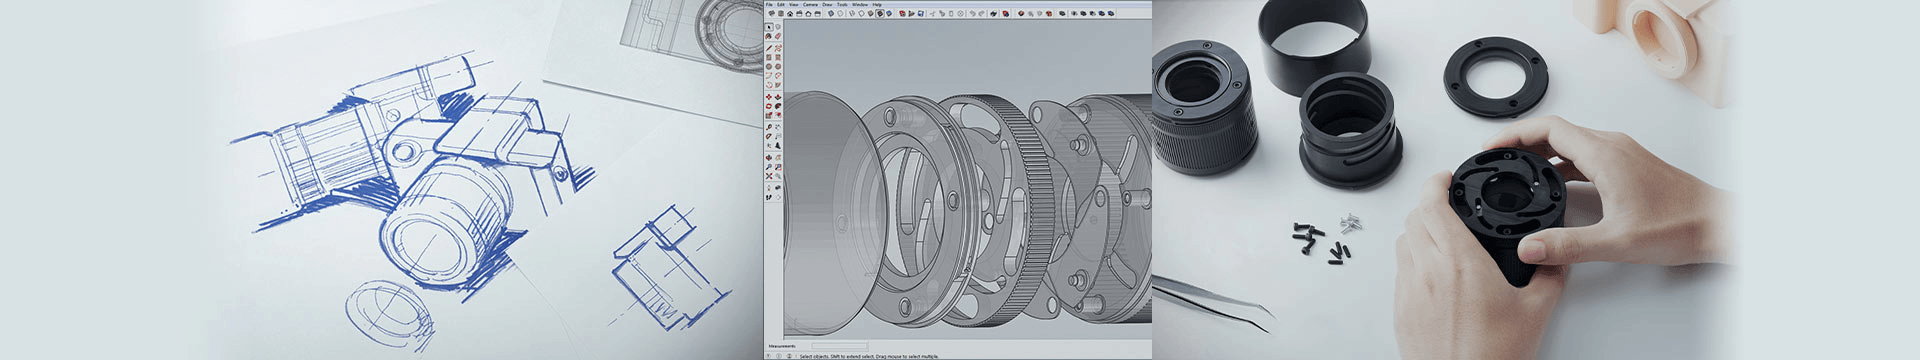 File Edit View Camera Draw Tools Window Help
Measurements
Select objects. Shift to extend select. Drag mouse to select multiple.